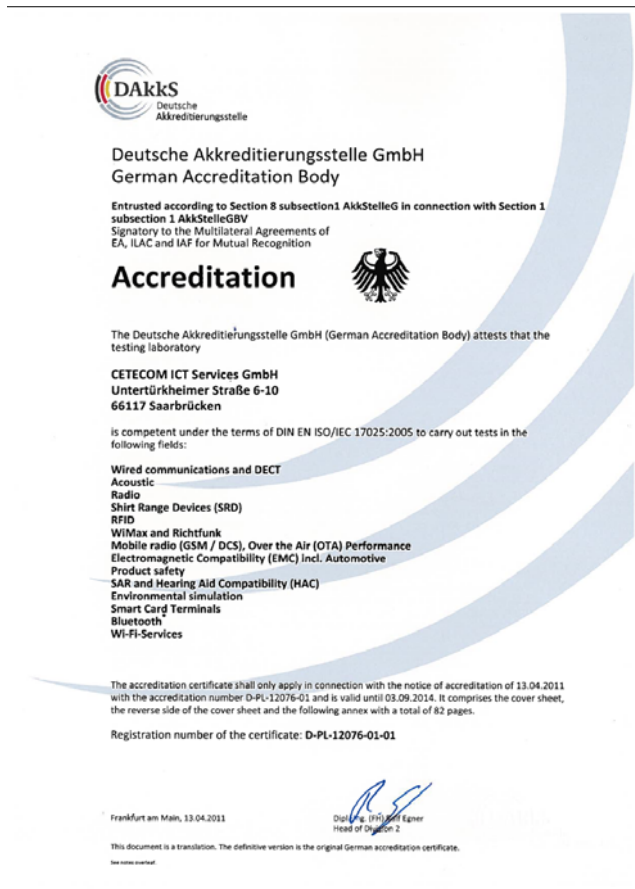 DAkkS
Deutsche
Akkreditierungsstelle
Deutsche Akkreditierungsstelle GmbH
German Accreditation Body
Entrusted according to Section 8 subsection1 AkkStelleG in connection with Section 1
subsection 1 AkkStelleGBV
Signatory to the Multilateral Agreements of
EA, ILAC and IAF for Mutual Recognition
Accreditation
The Deutsche Akkreditierungsstelle GmbH (German Accreditation Body) attests that the
testing laboratory
CETECOM ICT Services GmbH
Untertürkheimer Straße 6-10
66117 Saarbrücken
is competent under the terms of DIN EN ISO/IEC 17025:2005 to carry out tests in the
following fields:
Wired communications and DECT
Acoustic
Radio
Shirt Range Devices (SRD)
RFID
WiMax and Richtfunk
Mobile radio (GSM / DCS), Over the Air (OTA) Performance
Electromagnetic Compatibility (EMC) incl. Automotive
Product safety
SAR and Hearing Aid Compatibility (HAC)
Environmental simulation
Smart Card Terminals
Bluetooth
Wi-Fi-Services
The accreditation certificate shall only apply in connection with the notice of accreditation of 13.04.2011
with the accreditation number D-PL-12076-01 and is valid until 03.09.2014. It comprises the cover sheet,
the reverse side of the cover sheet and the following annex with a total of 82 pages.
Registration number of the certificate: D-PL-12076-01-01
Frankfurt am Main, 13.04.2011
(FH) Egner
Head of Division 2
This document is a translation. The definitive version is the original German accreditation certificate.
See notes overleaf.